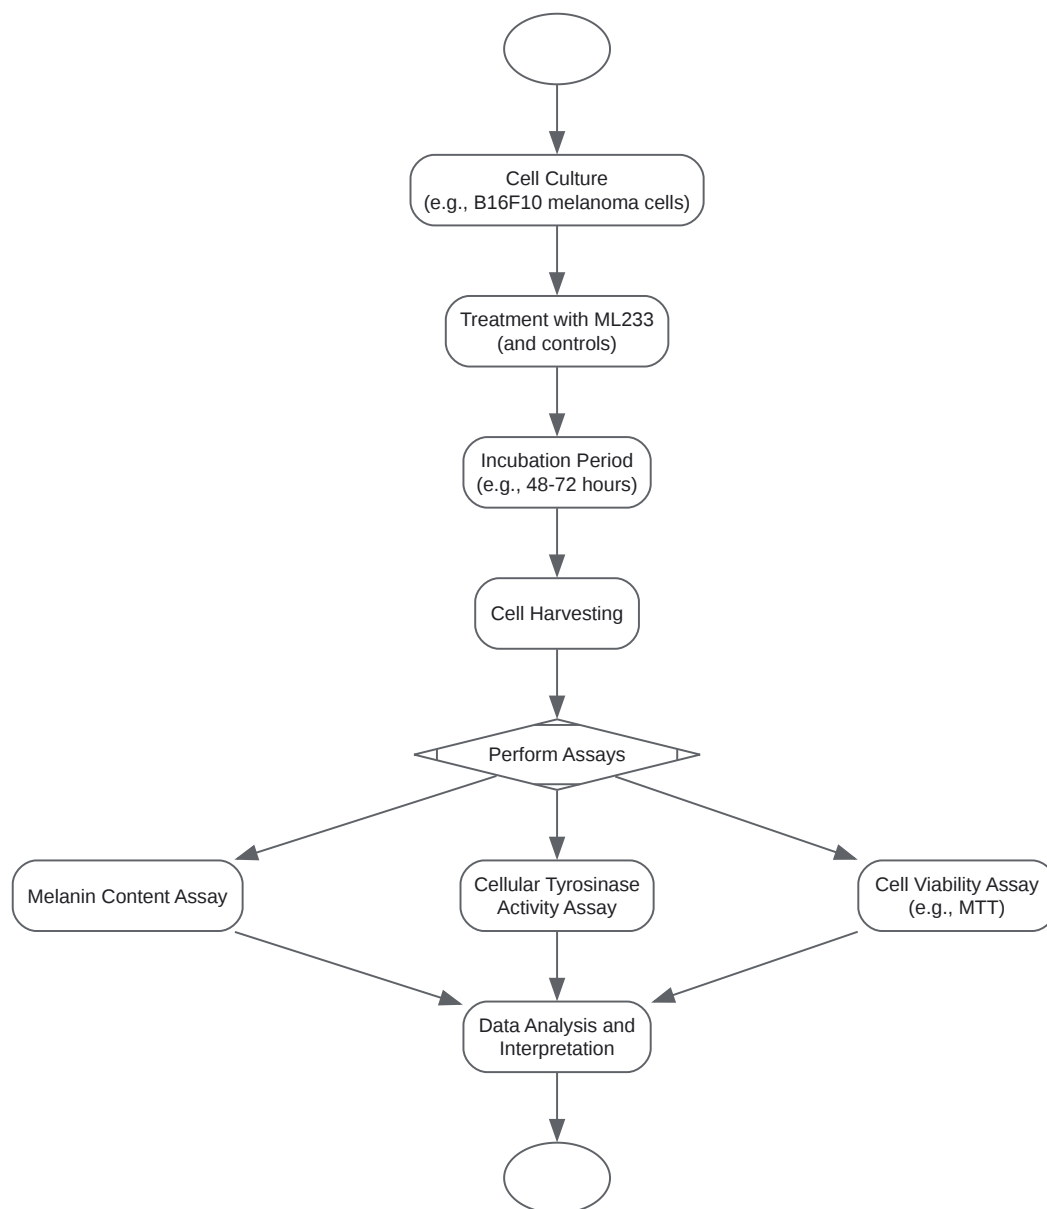 Cell Culture
(e.g., B16F10 melanoma cells)
Treatment with ML233
(and controls)
Incubation Period
(e.g., 48-72 hours)
Cell Harvesting
Perform Assays
Melanin Content Assay
Cellular Tyrosinase
Activity Assay
Cell Viability Assay
(e.g., MTT)
Data Analysis and
Interpretation